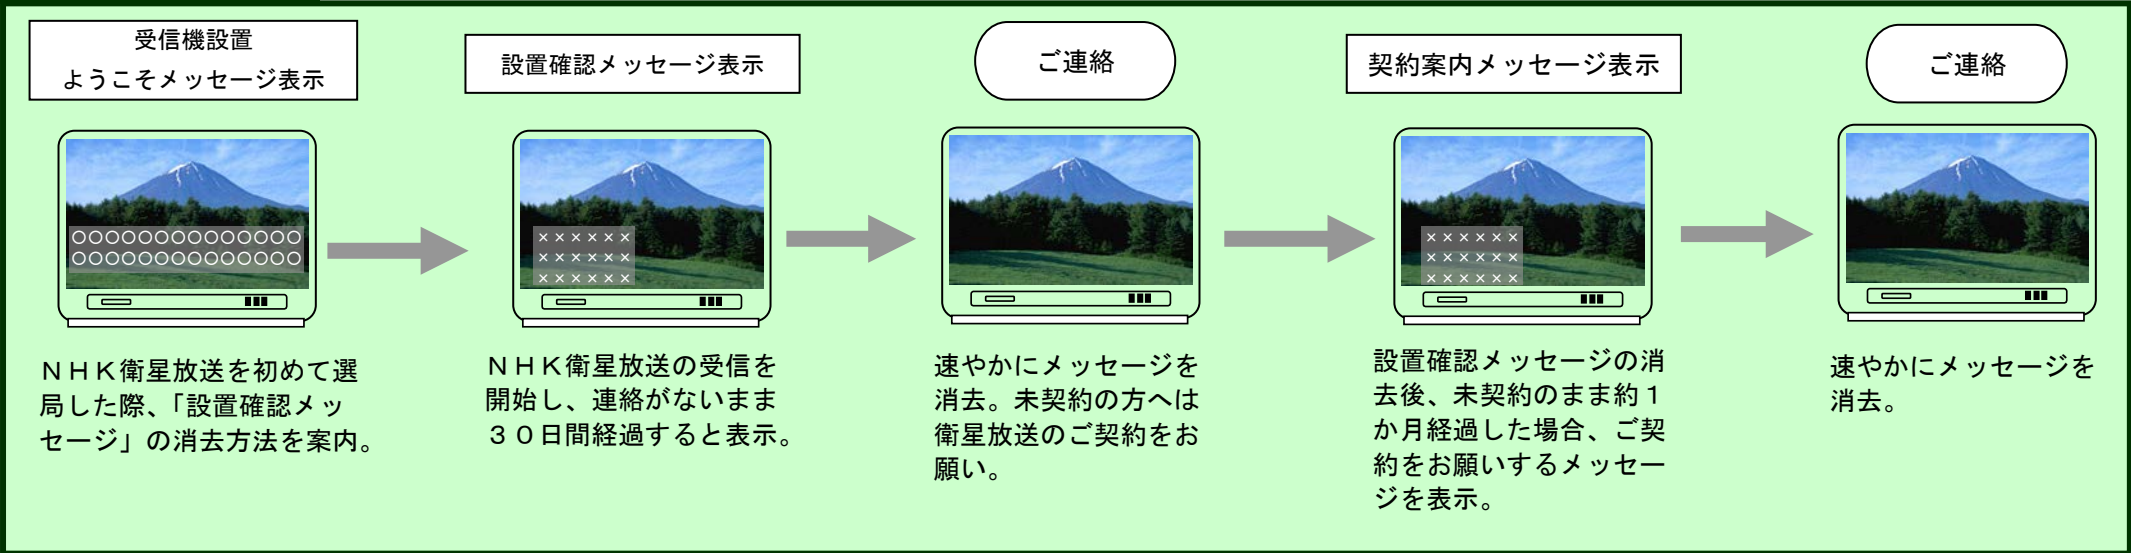 受信機設置
ようこそメッセージ表示
○○○○○○○○○○○○○○
○○○○○○○○○○○○○○
ＮＨＫ衛星放送を初めて選
局した際、「設置確認メッ
セージ」の消去方法を案内。
設置確認メッセージ表示
××××××
××××××
××××××
ＮＨＫ衛星放送の受信を
開始し、連絡がないまま
３０日間経過すると表示。
ご連絡
速やかにメッセージを
消去。未契約の方へは
衛星放送のご契約をお
願い。
契約案内メッセージ表示
××××××
××××××
××××××
設置確認メッセージの消
去後、未契約のまま約１
か月経過した場合、ご契
約をお願いするメッセー
ジを表示。
ご連絡
速やかにメッセージを
消去。